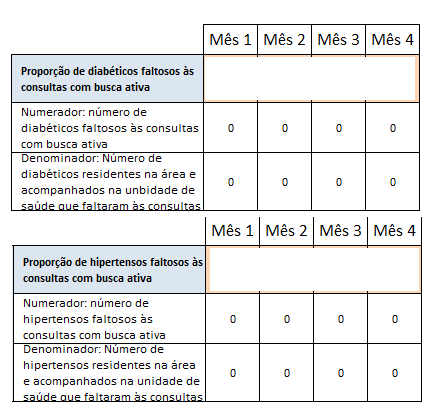 Mês 1 Mês 2 Mês 3 Mês 4
Proporção de diabéticos faltosos às
consultas com busca ativa
Numerador: número de
diabéticos faltosos às consultas
com busca ativa
0 0 0 0
Denominador: Número de
diabéticos residentes na área e
acompanhados na unbidade de
saúde que faltaram às consultas
0 0 0 0
Mês 1 Mês 2 Mês 3 Mês 4
Proporção de hipertensos faltosos às
consultas com busca ativa
Numerador: número de
hipertensos faltosos às
consultas com busca ativa
0 0 0 0
Denominador: Número de
hipertensos residentes na área
e acompanhados na unidade de
saúde que faltaram às consultas
0 0 0 0